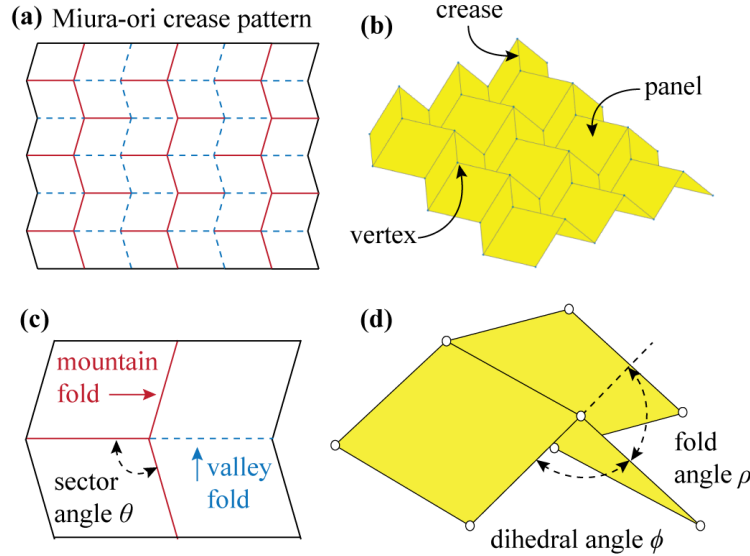 (a) Miura-ori crease pattern
(b)
crease
panel
vertex
(c)
mountain
fold
valley
fold
sector
angle θ
(d)
fold
angle ρ
dihedral angle ϕ